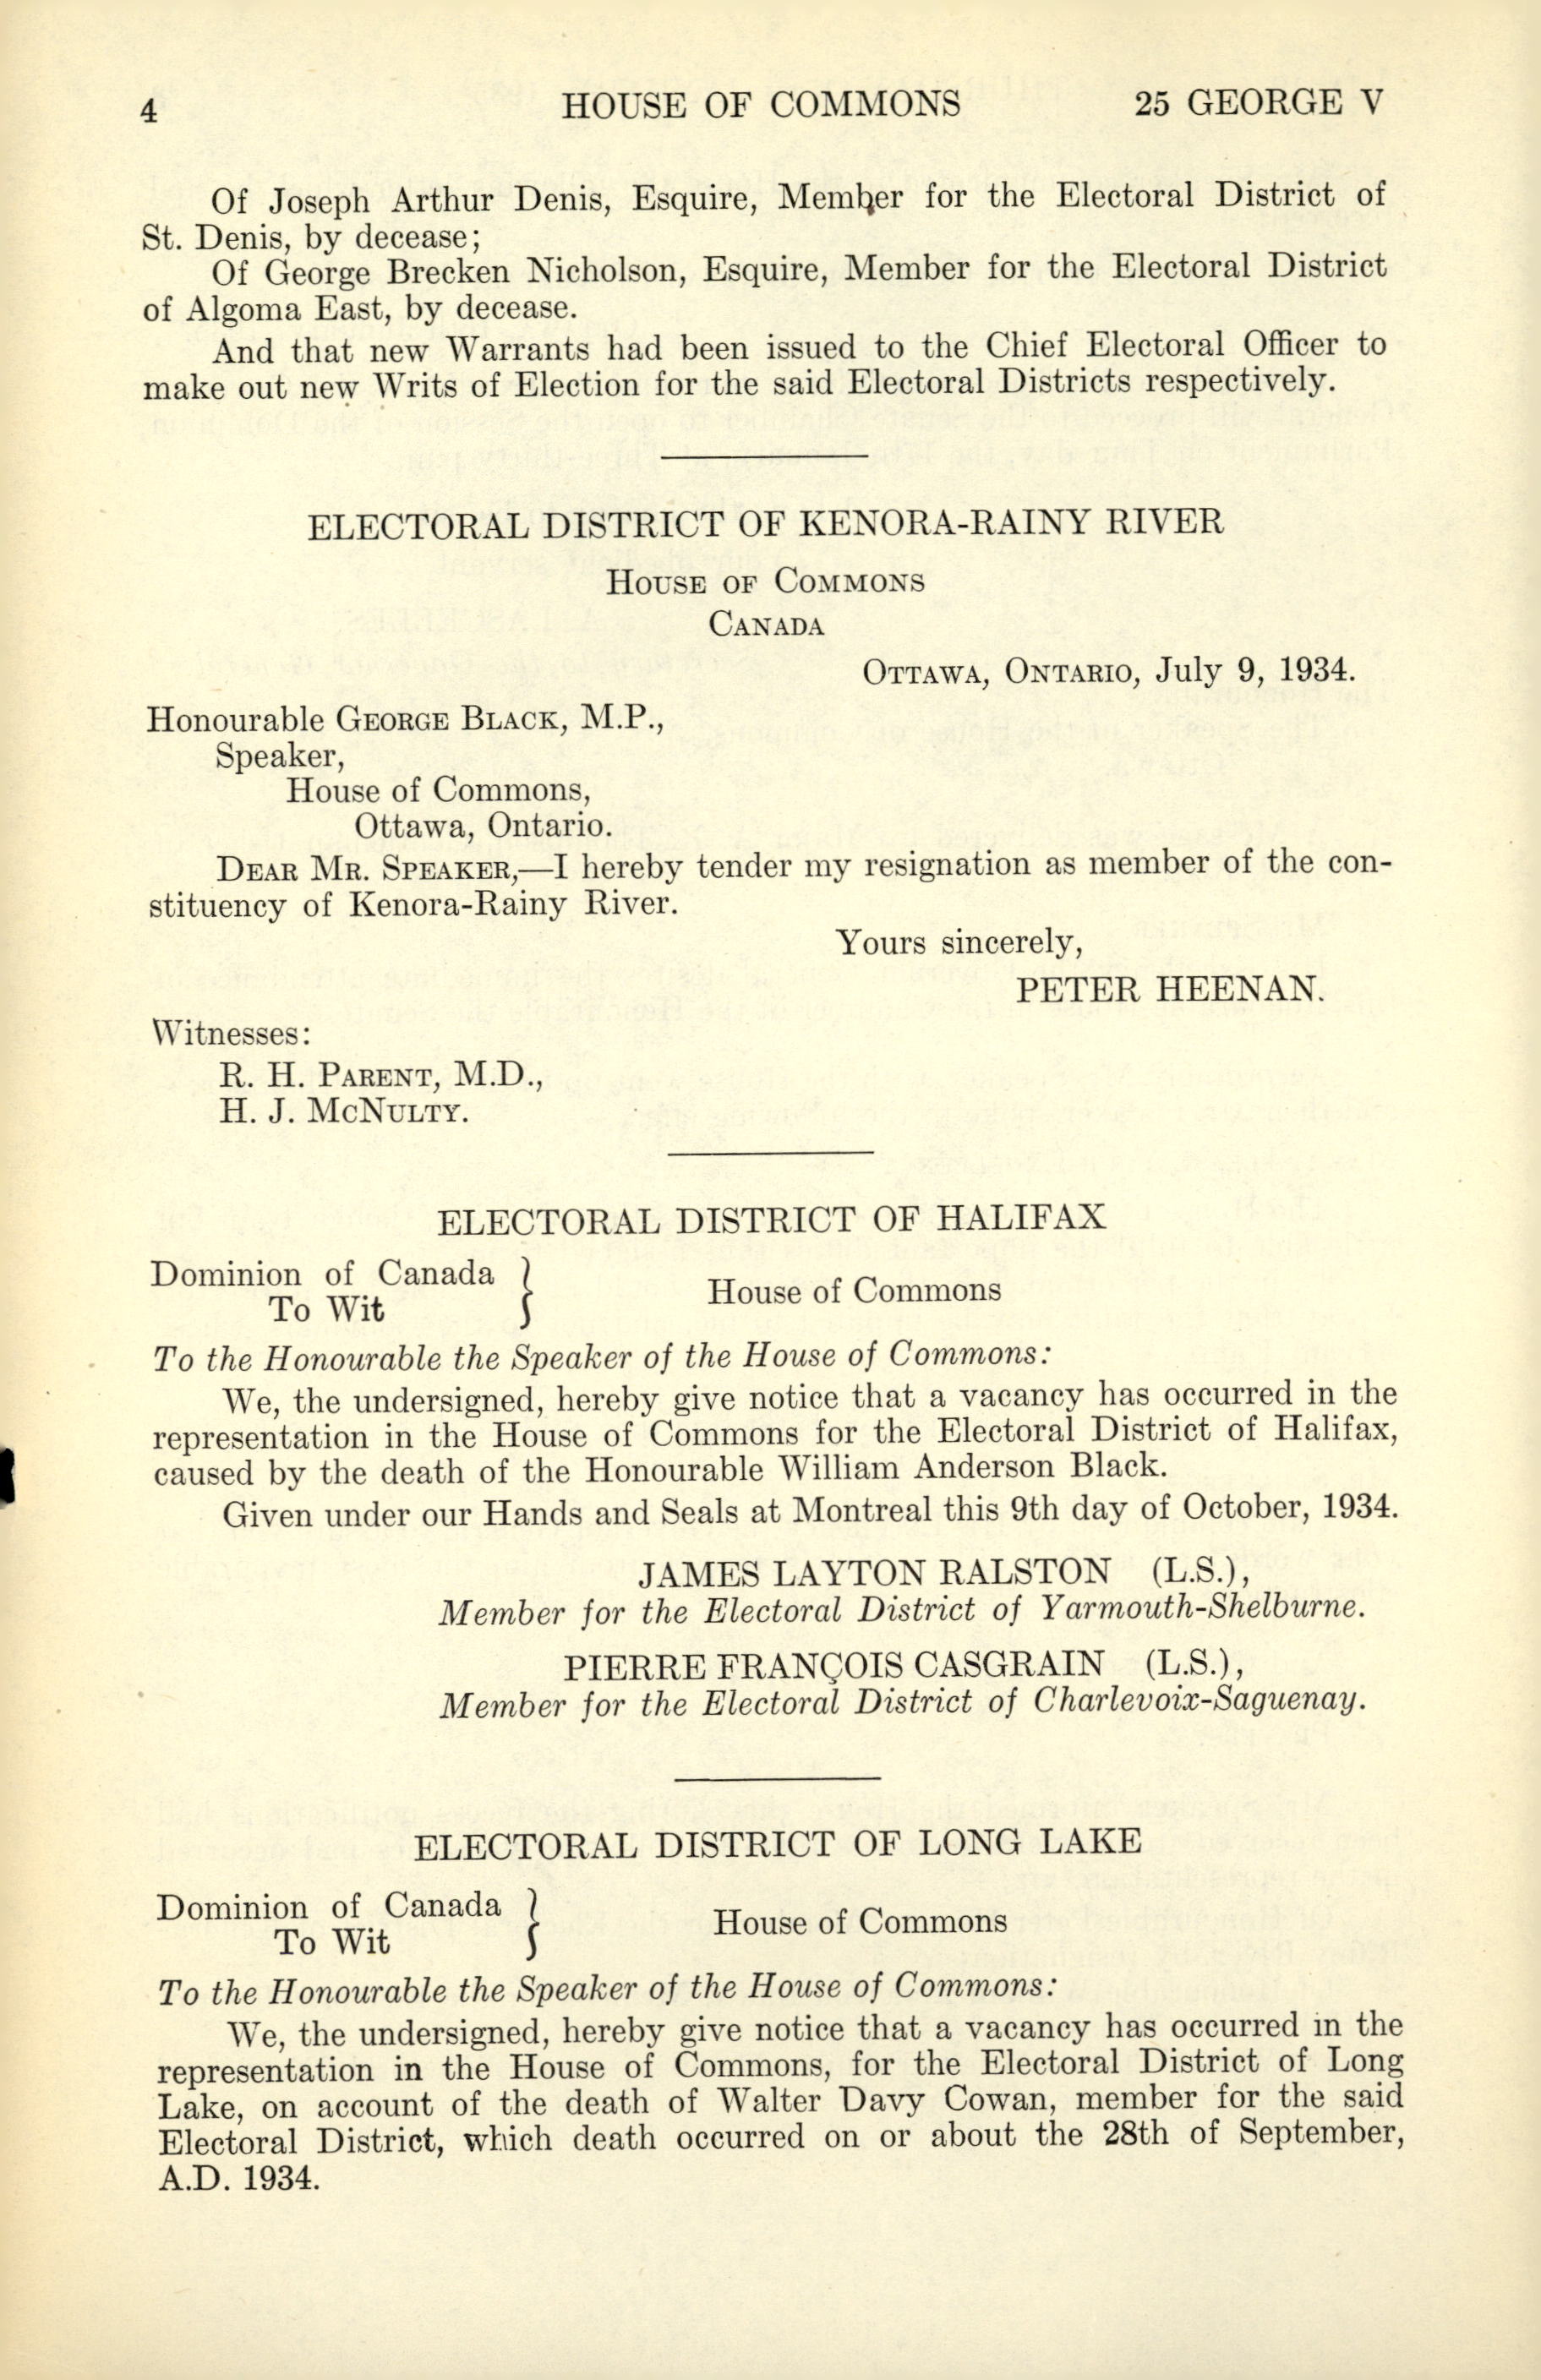 4 HOUSE OF COMMONS 25 GEORGE V
Of Joseph Arthur Denis, Esquire, Member for the Electoral District of
St. Denis, by decease;
Of George Brecken Nicholson, Esquire, Member for the Electoral District
of Algoma East, by decease.
And that new Warrants had been issued to the Chief Electoral Officer to
make out new Writs of Election for the said Electoral Districts respectively.
ELECTORAL DISTRICT OF KENORA-RAINY RIVER
HOUSE OF COMMONS
CANADA
OTTAWA, ONTARIO, July 9, 1934.
Honourable GEORGE BLACK, M.P.,
Speaker,
House of Commons,
Ottawa, Ontario.
DEAR MR. SPEAKER,—I hereby tender my resignation as member of the con-
stituency of Kenora-Rainy River.
Yours sincerely,
PETER HEENAN.
Witnesses:
R. H. PARENT, M.D.,
H. J. MCNULTY.
ELECTORAL DISTRICT OF HALIFAX
Dominion of Canada }
To Wit
House of Commons
To the Honourable the Speaker of the House of Commons:
We, the undersigned, hereby give notice that a vacancy has occurred in the
representation in the House of Commons for the Electoral District of Halifax,
caused by the death of the Honourable William Anderson Black.
Given under our Hands and Seals at Montreal this 9th day of October, 1934.
JAMES LAYTON RALSTON (L.S.),
Member for the Electoral District of Yarmouth-Shelburne.
PIERRE FRANÇOIS CASGRAIN (L.S.),
Member for the Electoral District of Charlevoix-Saguenay.
ELECTORAL DISTRICT OF LONG LAKE
Dominion of Canada }
To Wit
House of Commons
To the Honourable the Speaker of the House of Commons:
We, the undersigned, hereby give notice that a vacancy has occurred in the
representation in the House of Commons, for the Electoral District of Long
Lake, on account of the death of Walter Davy Cowan, member for the said
Electoral District, which death occurred on or about the 28th of September,
A.D. 1934.